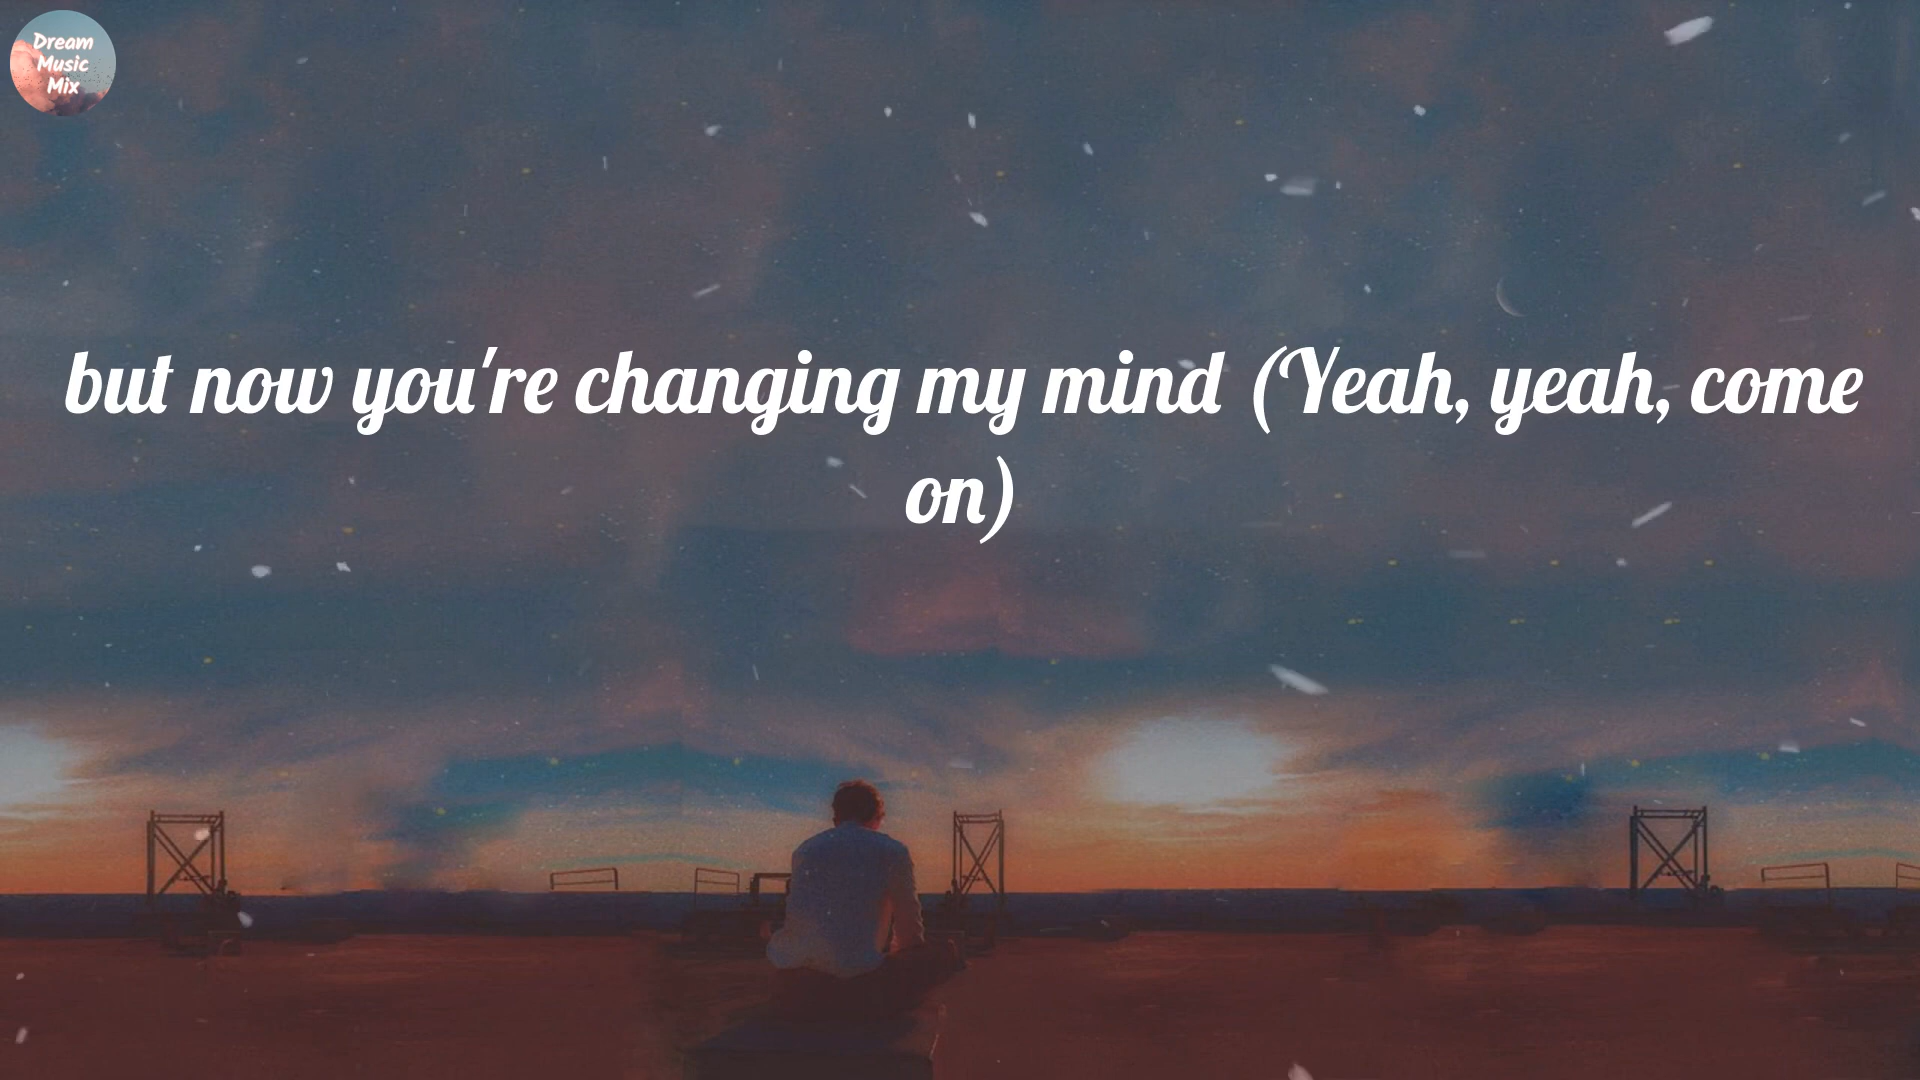 Dream
Music
Mix
but now you're changing my mind (Yeah, yeah, come
on)